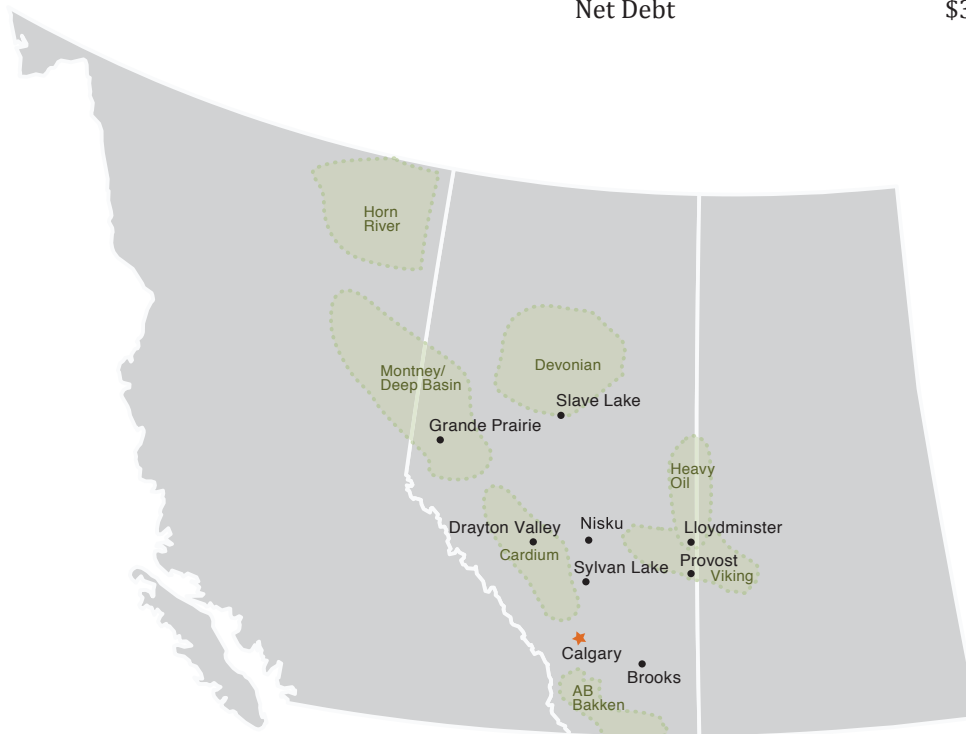 Net Debt $3
Horn
River
Montney/
Deep Basin
Devonian
Slave Lake
Grande Prairie
Heavy
Oil
Drayton Valley
Nisku
Lloydminster
Cardium
Sylvan Lake
Provost
Viking
Calgary
Brooks
AB
Bakken